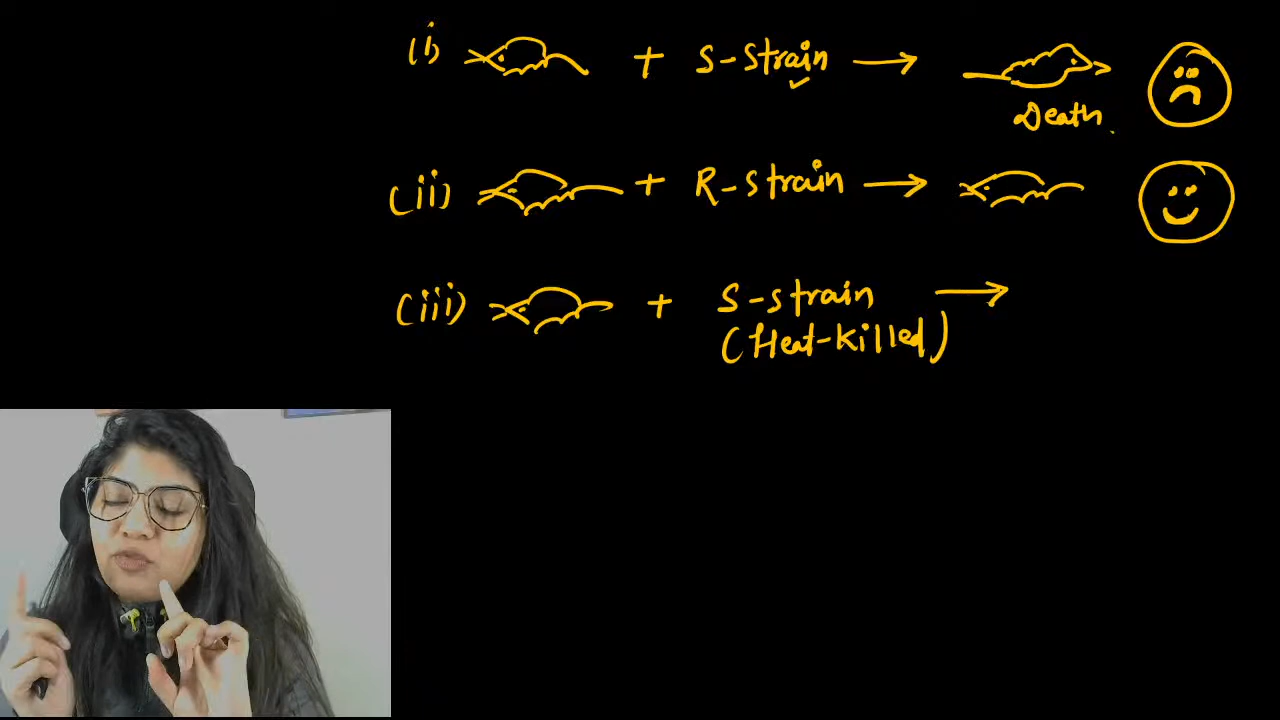 (i) + S-Strain → Death
(ii) + R-Strain →
(iii) + S-strain →
(Heat-killed)